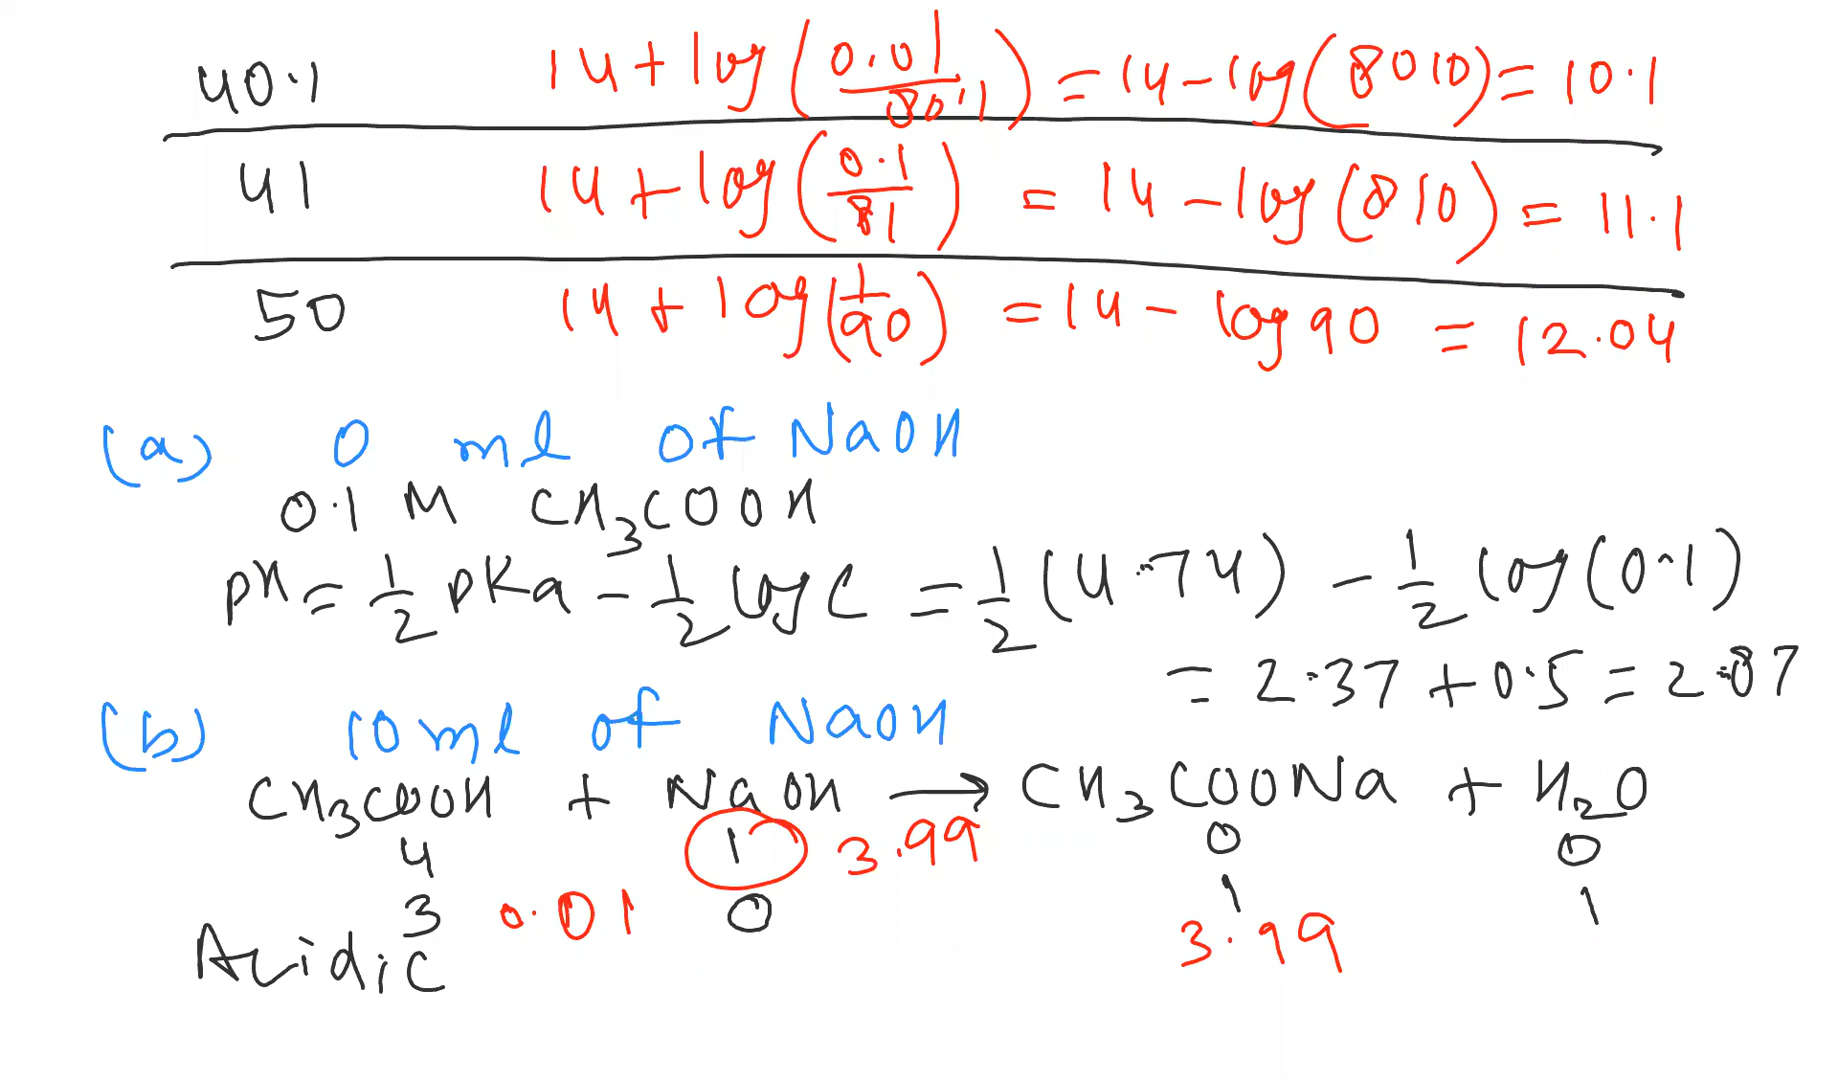 40.1 14 + log (0.01/80.1) = 14 - log (8010) = 10.1
41 14 + log (0.1/81) = 14 - log (810) = 11.1
50 14 + log (1/90) = 14 - log 90 = 12.04
(a) 0 ml of NaOH
0.1 M CH3COOH
pH = 1/2 pKa - 1/2 log C = 1/2 (4.74) - 1/2 log (0.1)
= 2.37 + 0.5 = 2.87
(b) 10 ml of NaOH
CH3COOH + NaOH → CH3COONa + H2O
4 1 3.99 0 0
3 0.01 0 1 1
Acidic 3.99